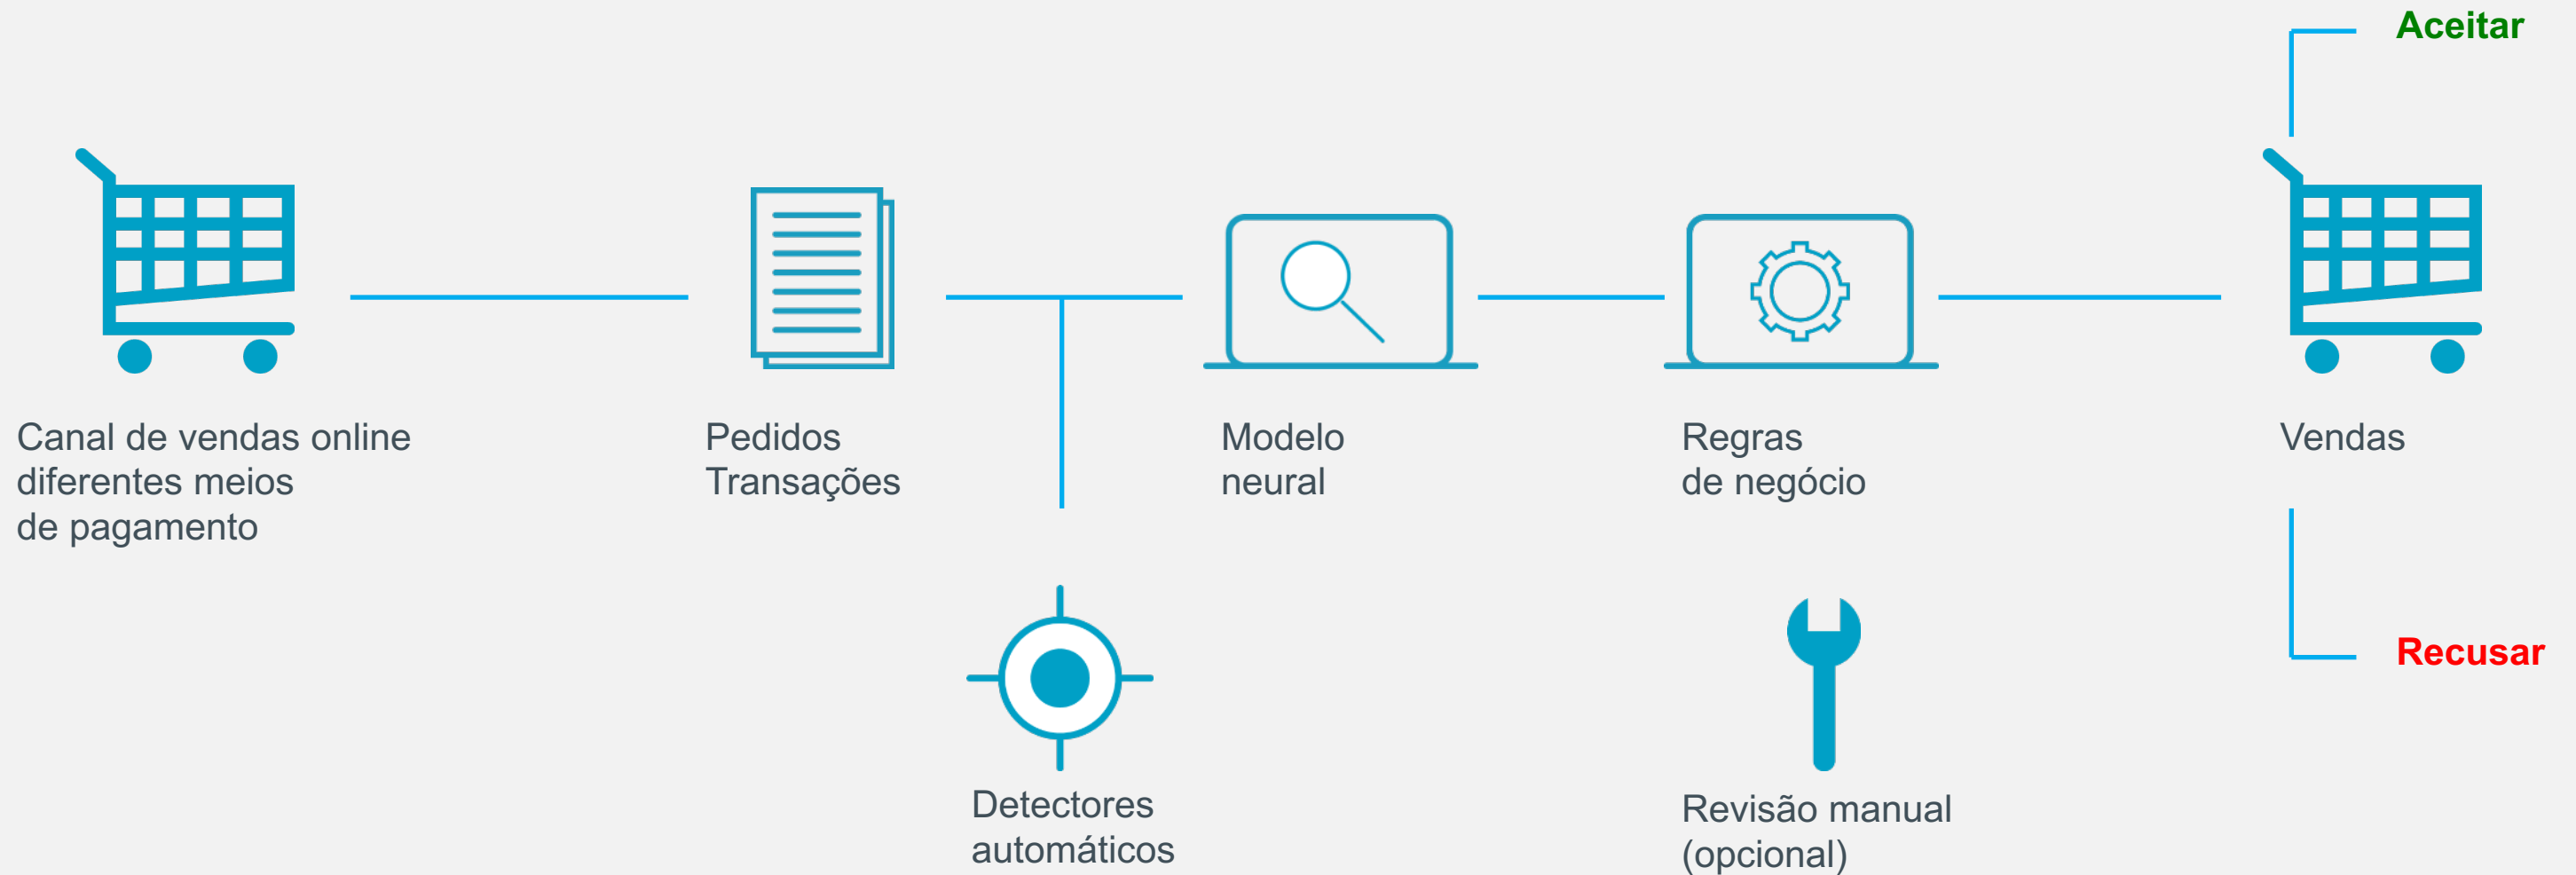 Aceitar
Canal de vendas online
diferentes meios
de pagamento
Pedidos
Transações
Modelo
neural
Regras
de negócio
Vendas
Recusar
Detectores
automáticos
Revisão manual
(opcional)